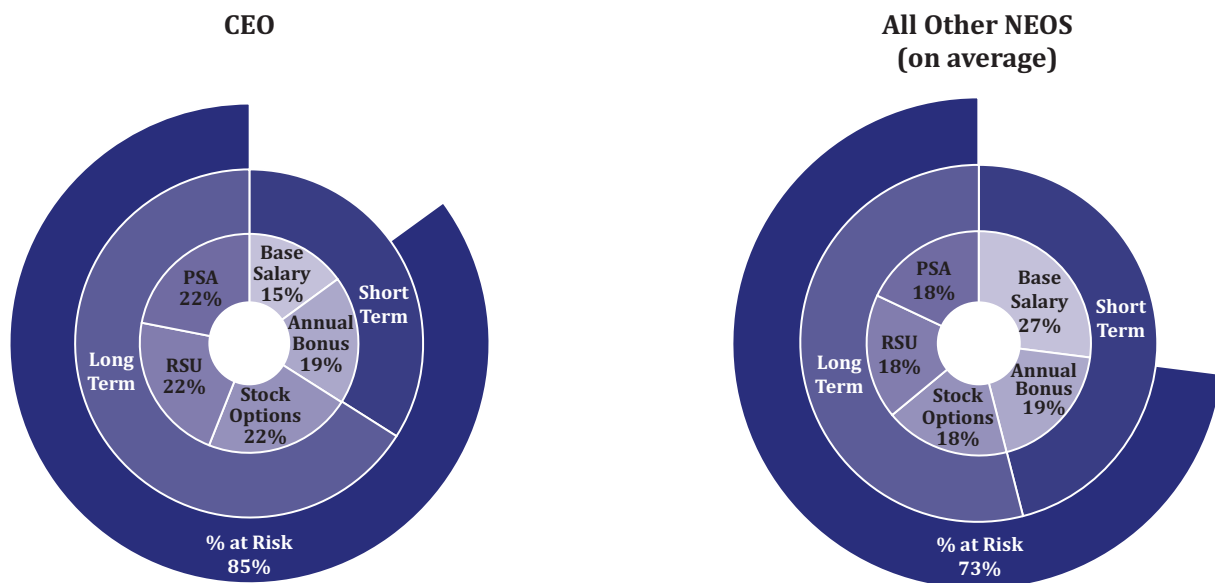 CEO
Base
Salary
15%
Annual
Bonus
19%
Stock
Options
22%
RSU
22%
PSA
22%
Short
Term
Long
Term
% at Risk
85%
All Other NEOS
(on average)
Base
Salary
27%
Annual
Bonus
19%
Stock
Options
18%
RSU
18%
PSA
18%
Short
Term
Long
Term
% at Risk
73%